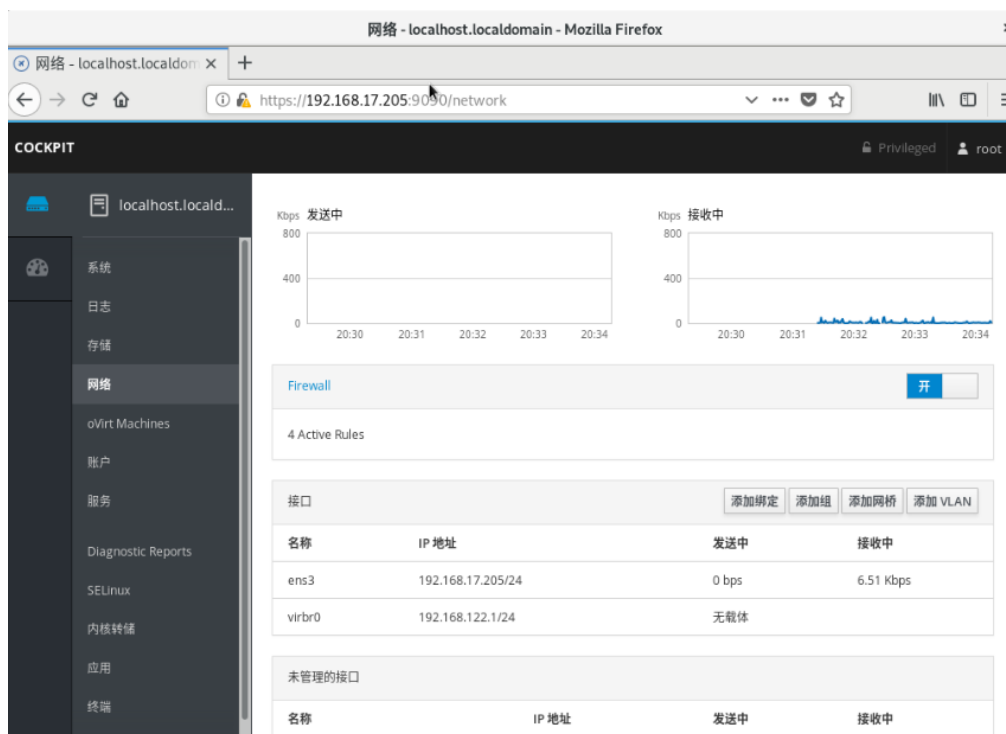 网络 - localhost.localdomain - Mozilla Firefox
网络 - localhost.localdom
https://192.168.17.205:9090/network
COCKPIT
Privileged
root
localhost.locald...
系统
日志
存储
网络
oVirt Machines
账户
服务
Diagnostic Reports
SELinux
内核转储
应用
终端
Kbps 发送中
800
400
0
20:30 20:31 20:32 20:33 20:34
Kbps 接收中
800
400
0
20:30 20:31 20:32 20:33 20:34
Firewall
开
4 Active Rules
接口
添加绑定 添加组 添加网桥 添加 VLAN
名称 IP 地址 发送中 接收中
ens3 192.168.17.205/24 0 bps 6.51 Kbps
virbr0 192.168.122.1/24 无载体
未管理的接口
名称 IP 地址 发送中 接收中